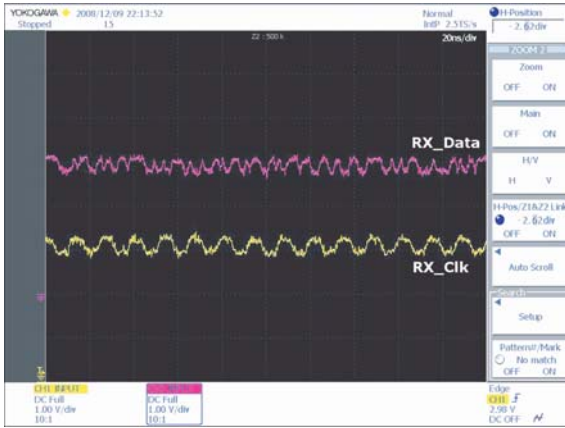 YOKOGAWA 2008/12/09 22:13:52
Stopped 15
Normal
IntP 2.5TS/s
Z2 : 500 k
20ns/div
RX_Data
RX_Clk
H-Position
-2.62div
ZOOM 2
Zoom
OFF ON
Main
OFF ON
H/V
H V
H-Pos/Z1&Z2 Link
-2.62div
OFF ON
Auto Scroll
Search
Setup
Pattern#/Mark
No match
OFF ON
CH1 INPUT
DC Full
1.00 V/div
10:1
DC Full
1.00 V/div
10:1
Edge
CH1
2.98 V
DC OFF